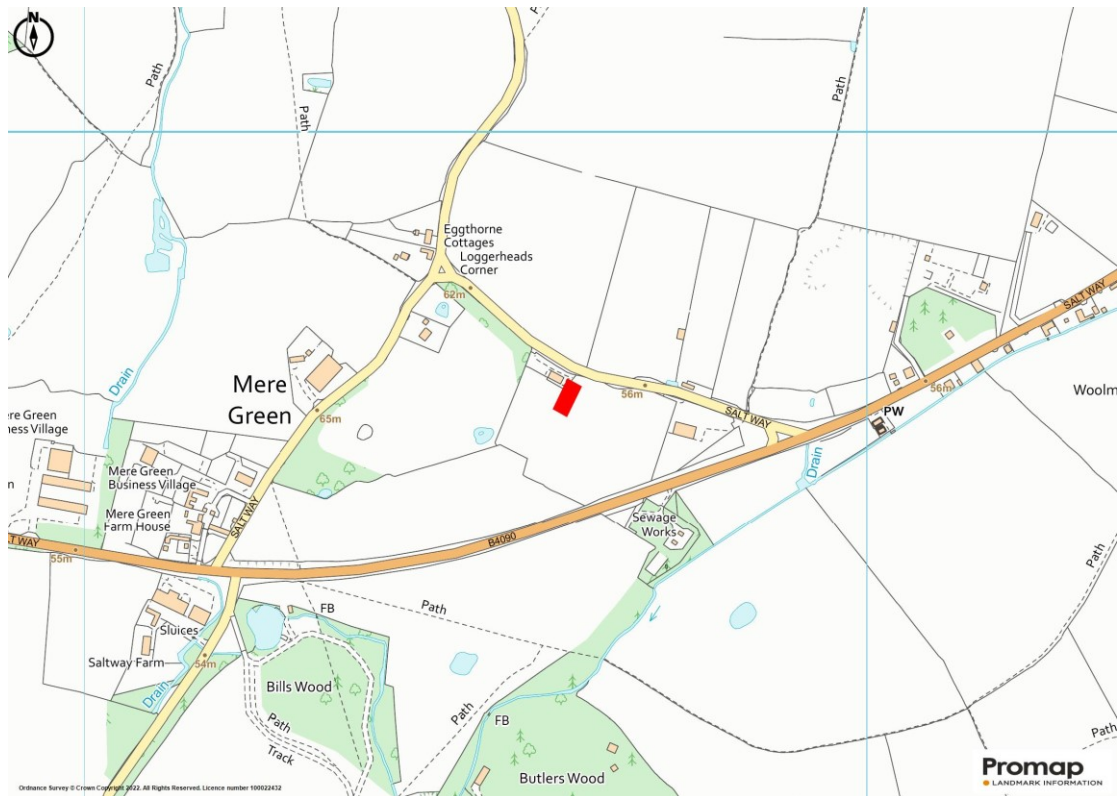 N
Path
Path
Path
Eggthorne
Cottages
Loggerheads
Corner
62m
SALT WAY
Drain
Mere
Green
65m
56m
SALT WAY
56m
PW
Woolm
ere Green
ness Village
Mere Green
Business Village
Mere Green
Farm House
SALT WAY
Drain
Sewage
Works
B4090
LT WAY
55m
Path
FB
Sluices
Saltway Farm
54m
Drain
Bills Wood
Path
Track
Path
FB
Butlers Wood
Path
Path
Promap
LANDMARK INFORMATION
Ordnance Survey © Crown Copyright 2022. All Rights Reserved. Licence number 100022432